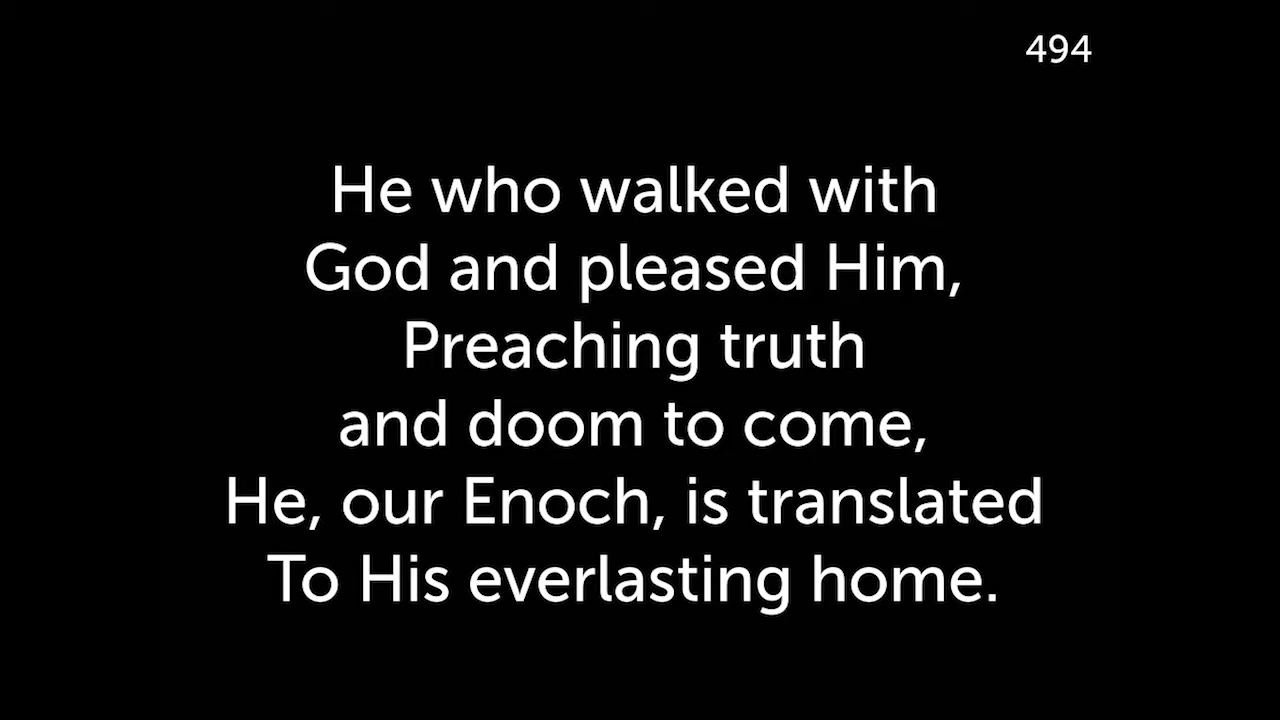 494
He who walked with
God and pleased Him,
Preaching truth
and doom to come,
He, our Enoch, is translated
To His everlasting home.